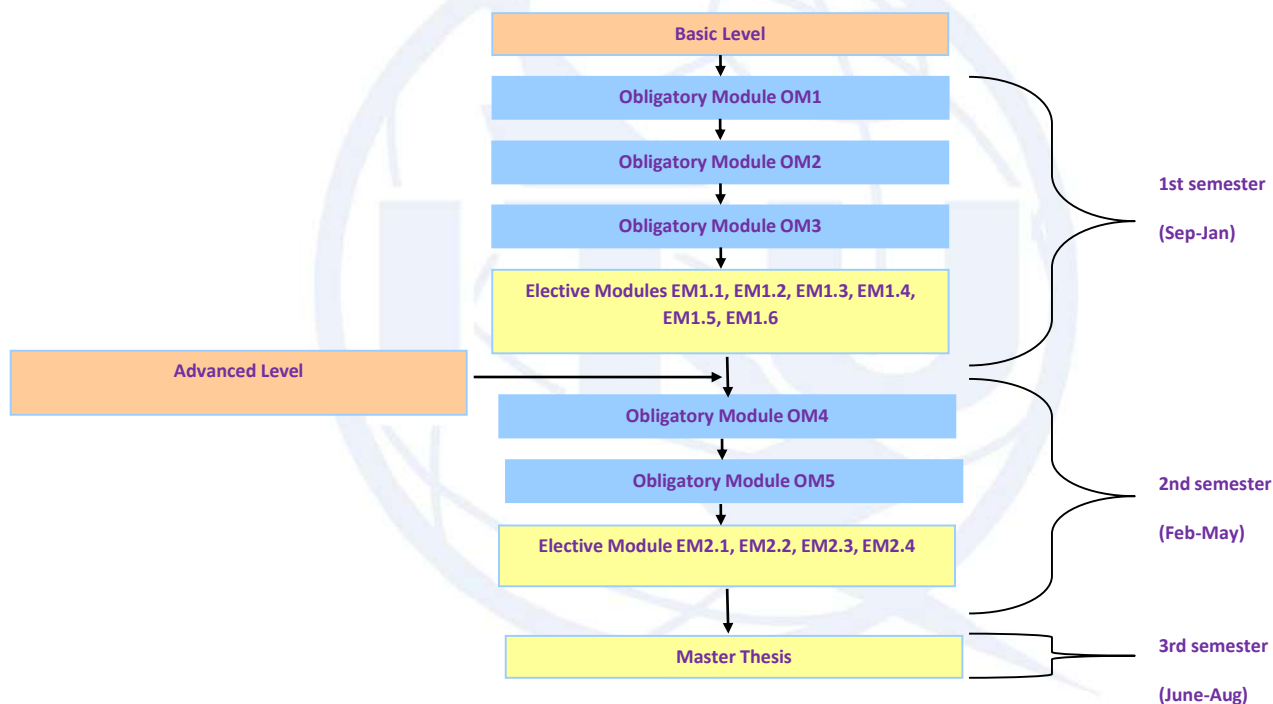 Basic Level
Obligatory Module OM1
Obligatory Module OM2
Obligatory Module OM3
Elective Modules EM1.1, EM1.2, EM1.3, EM1.4,
EM1.5, EM1.6
1st semester
(Sep-Jan)
Advanced Level
Obligatory Module OM4
Obligatory Module OM5
Elective Module EM2.1, EM2.2, EM2.3, EM2.4
2nd semester
(Feb-May)
Master Thesis
3rd semester
(June-Aug)
ITU